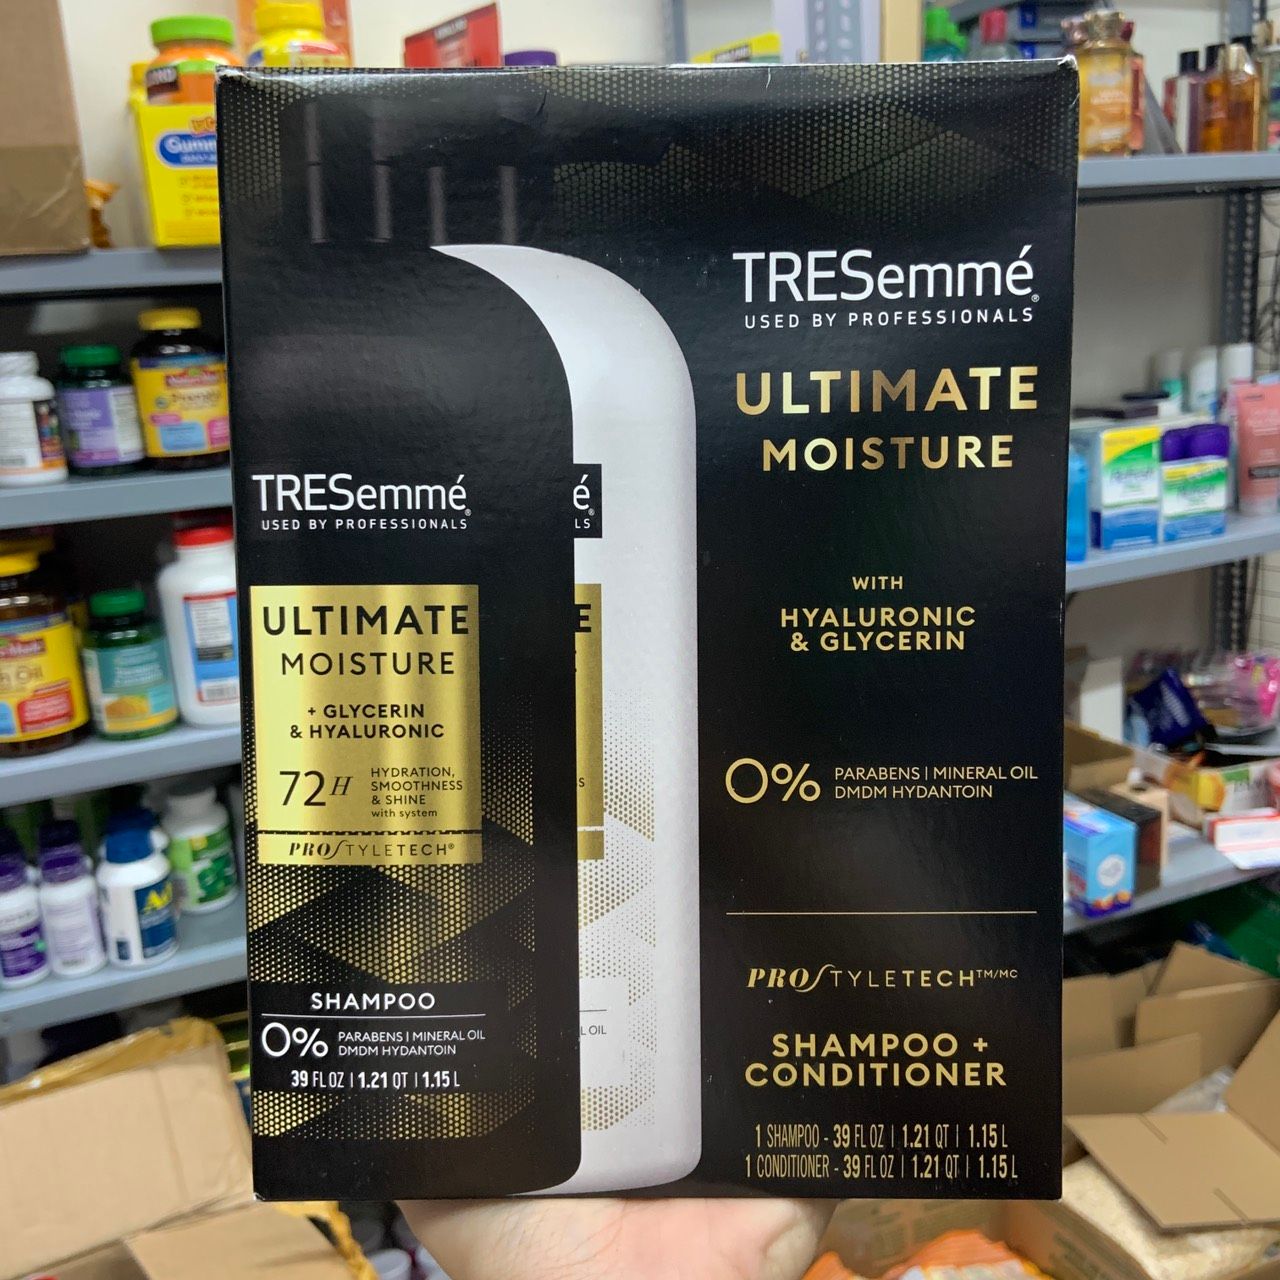 TRESemmé
USED BY PROFESSIONALS
ULTIMATE
MOISTURE
WITH
HYALURONIC
& GLYCERIN
0% PARABENS | MINERAL OIL
DMDM HYDANTOIN
PROSTYLETECH™/MC
SHAMPOO +
CONDITIONER
1 SHAMPOO - 39 FL OZ | 1.21 QT | 1.15 L
1 CONDITIONER - 39 FL OZ | 1.21 QT | 1.15 L
TRESemmé
USED BY PROFESSIONALS
ULTIMATE
MOISTURE
+ GLYCERIN
& HYALURONIC
72H HYDRATION,
SMOOTHNESS
& SHINE
with system
PROSTYLETECH®
SHAMPOO
0% PARABENS | MINERAL OIL
DMDM HYDANTOIN
39 FL OZ | 1.21 QT | 1.15 L
é
LS
E
S
L OIL